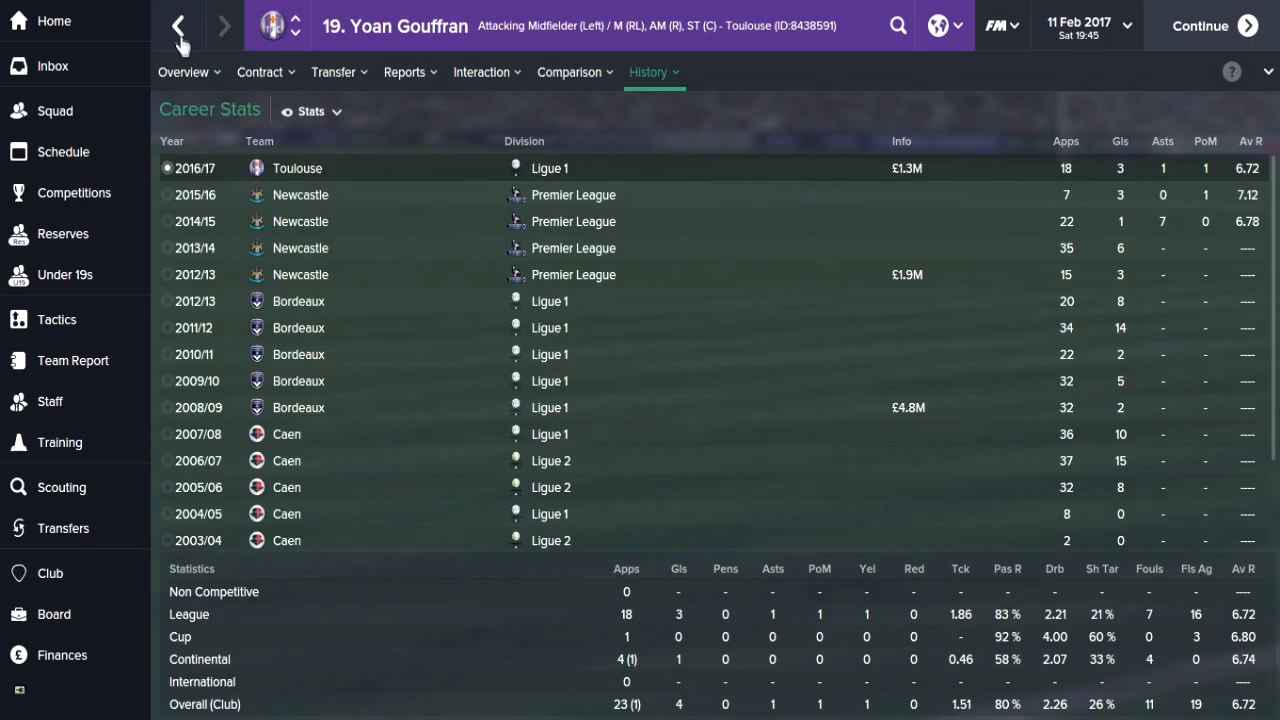 Home
19. Yoan Gouffran Attacking Midfielder (Left) / M (RL), AM (R), ST (C) - Toulouse (ID:8438591)
FM
11 Feb 2017
Sat 19:45
Continue
Inbox
Overview Contract Transfer Reports Interaction Comparison History ?
Squad
Career Stats Stats
Year Team Division Info Apps Gls Asts PoM Av R
Schedule
2016/17 Toulouse Ligue 1 £1.3M 18 3 1 1 6.72
Competitions
2015/16 Newcastle Premier League 7 3 0 1 7.12
2014/15 Newcastle Premier League 22 1 7 0 6.78
Res
Reserves
2013/14 Newcastle Premier League 35 6 - - ----
U19
Under 19s
2012/13 Newcastle Premier League £1.9M 15 3 - - ----
2012/13 Bordeaux Ligue 1 20 8 - - ----
Tactics
2011/12 Bordeaux Ligue 1 34 14 - - ----
2010/11 Bordeaux Ligue 1 22 2 - - ----
Team Report
2009/10 Bordeaux Ligue 1 32 5 - - ----
Staff
2008/09 Bordeaux Ligue 1 £4.8M 32 2 - - ----
2007/08 Caen Ligue 1 36 10 - - ----
Training
2006/07 Caen Ligue 2 37 15 - - ----
Scouting
2005/06 Caen Ligue 2 32 8 - - ----
2004/05 Caen Ligue 1 8 0 - - ----
Transfers
2003/04 Caen Ligue 2 2 0 - - ----
Club
Statistics Apps Gls Pens Asts PoM Yel Red Tck Pas R Drb Sh Tar Fouls Fls Ag Av R
Non Competitive 0 - - - - - - - - - - - - ----
Board
League 18 3 0 1 1 1 0 1.86 83 % 2.21 21 % 7 16 6.72
Cup 1 0 0 0 0 0 0 - 92 % 4.00 60 % 0 3 6.80
Finances
Continental 4 (1) 1 0 0 0 0 0 0.46 58 % 2.07 33 % 4 0 6.74
International 0 - - - - - - - - - - - - ----
Overall (Club) 23 (1) 4 0 1 1 1 0 1.51 80 % 2.26 26 % 11 19 6.72